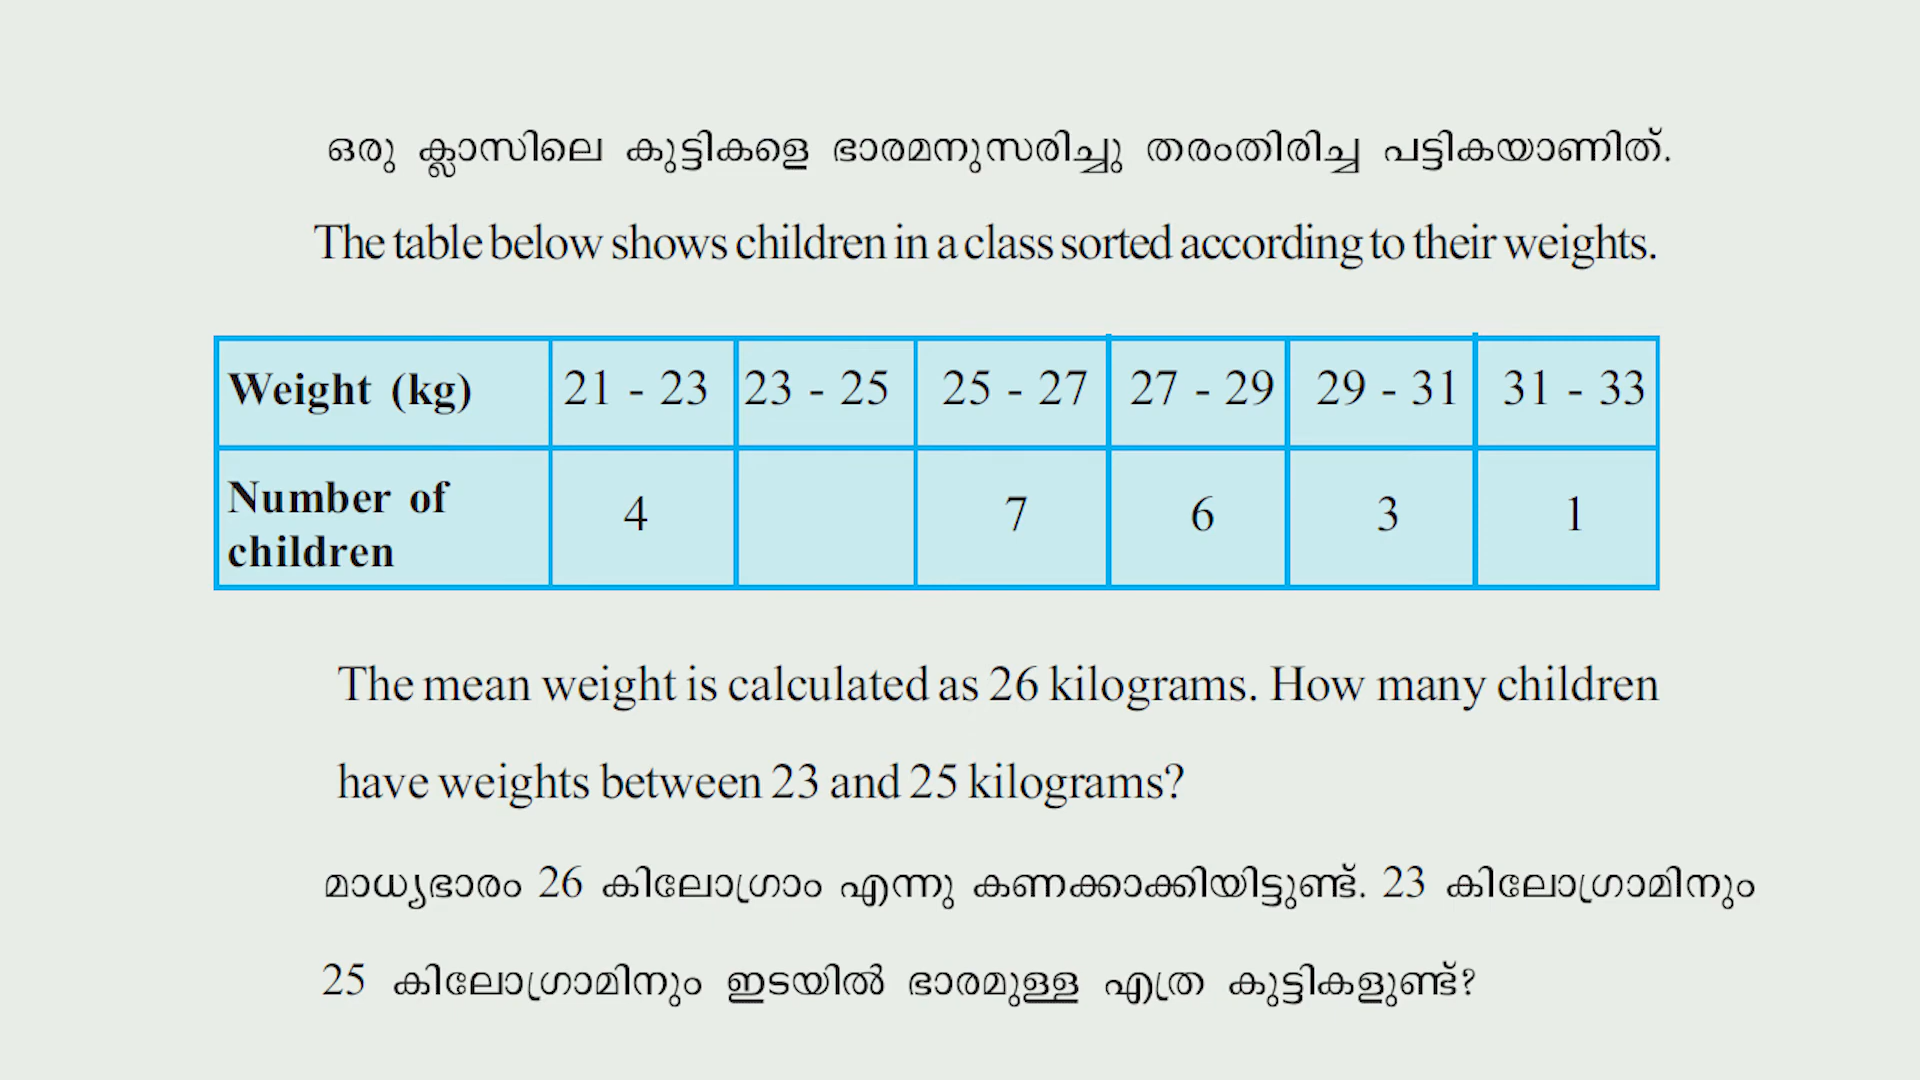 ഒരു ക്ലാസിലെ കുട്ടികളെ ഭാരമനുസരിച്ചു തരംതിരിച്ച പട്ടികയാണിത്.
The table below shows children in a class sorted according to their weights.
Weight (kg) 21 - 23 23 - 25 25 - 27 27 - 29 29 - 31 31 - 33
Number of children 4 7 6 3 1
The mean weight is calculated as 26 kilograms. How many children
have weights between 23 and 25 kilograms?
മാധ്യഭാരം 26 കിലോഗ്രാം എന്നു കണക്കാക്കിയിട്ടുണ്ട്. 23 കിലോഗ്രാമിനും
25 കിലോഗ്രാമിനും ഇടയിൽ ഭാരമുള്ള എത്ര കുട്ടികളുണ്ട്?